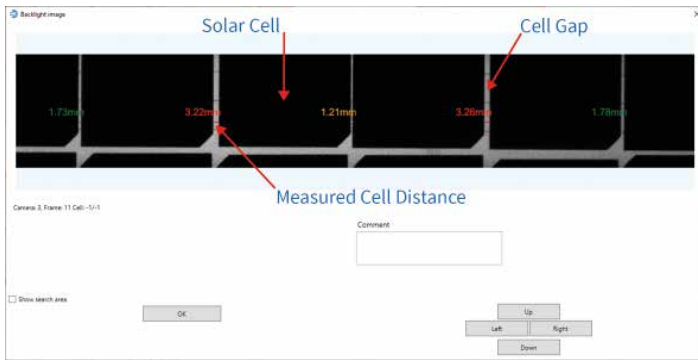 Backlight image
Solar Cell
Cell Gap
1.73mm
3.22mm
1.21mm
3.26mm
1.78mm
Measured Cell Distance
Camera: 3, Frame: 11 Cell: -1/-1
Comment
Show search area
OK
Up
Left Right
Down